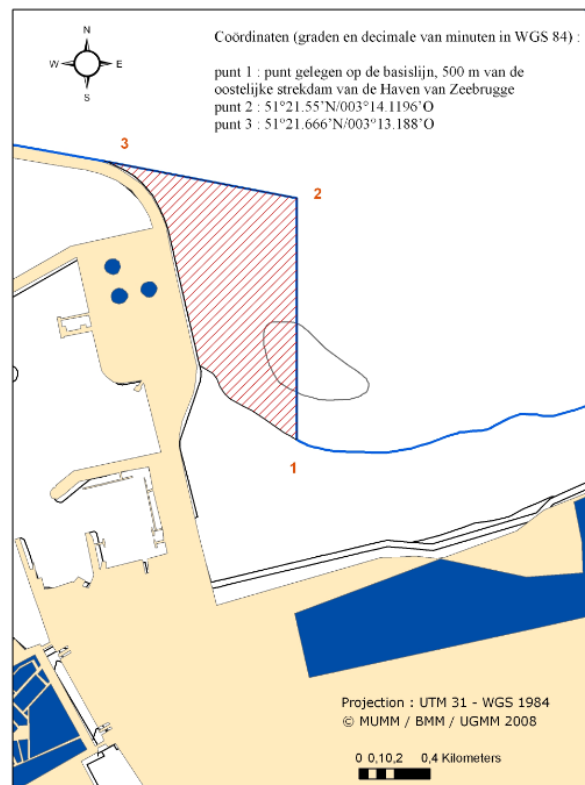 N
W E
S
Coördinaten (graden en decimale van minuten in WGS 84) :
punt 1 : punt gelegen op de basislijn, 500 m van de
oostelijke strekdam van de Haven van Zeebrugge
punt 2 : 51°21.55'N/003°14.1196'O
punt 3 : 51°21.666'N/003°13.188'O
3
2
1
Projection : UTM 31 - WGS 1984
© MUMM / BMM / UGMM 2008
0 0,10,2 0,4 Kilometers